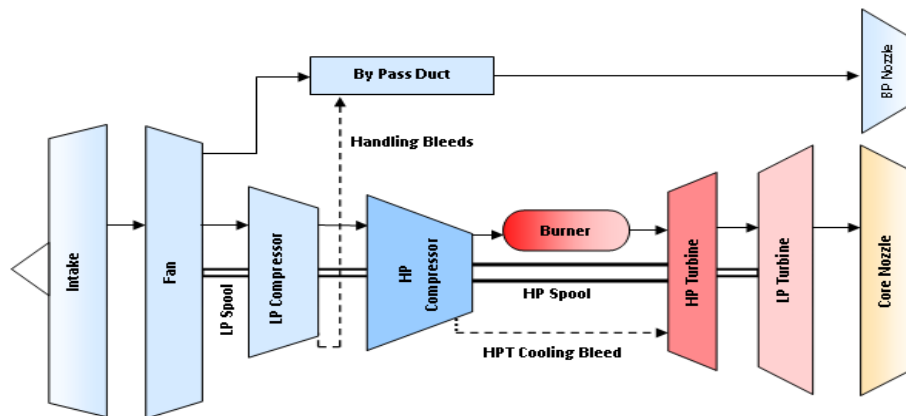 By Pass Duct
BP Nozzle
Handling Bleeds
Intake
Fan
LP Spool
LP Compressor
HP
Compressor
Burner
HP Spool
HPT Cooling Bleed
HP Turbine
LP Turbine
Core Nozzle